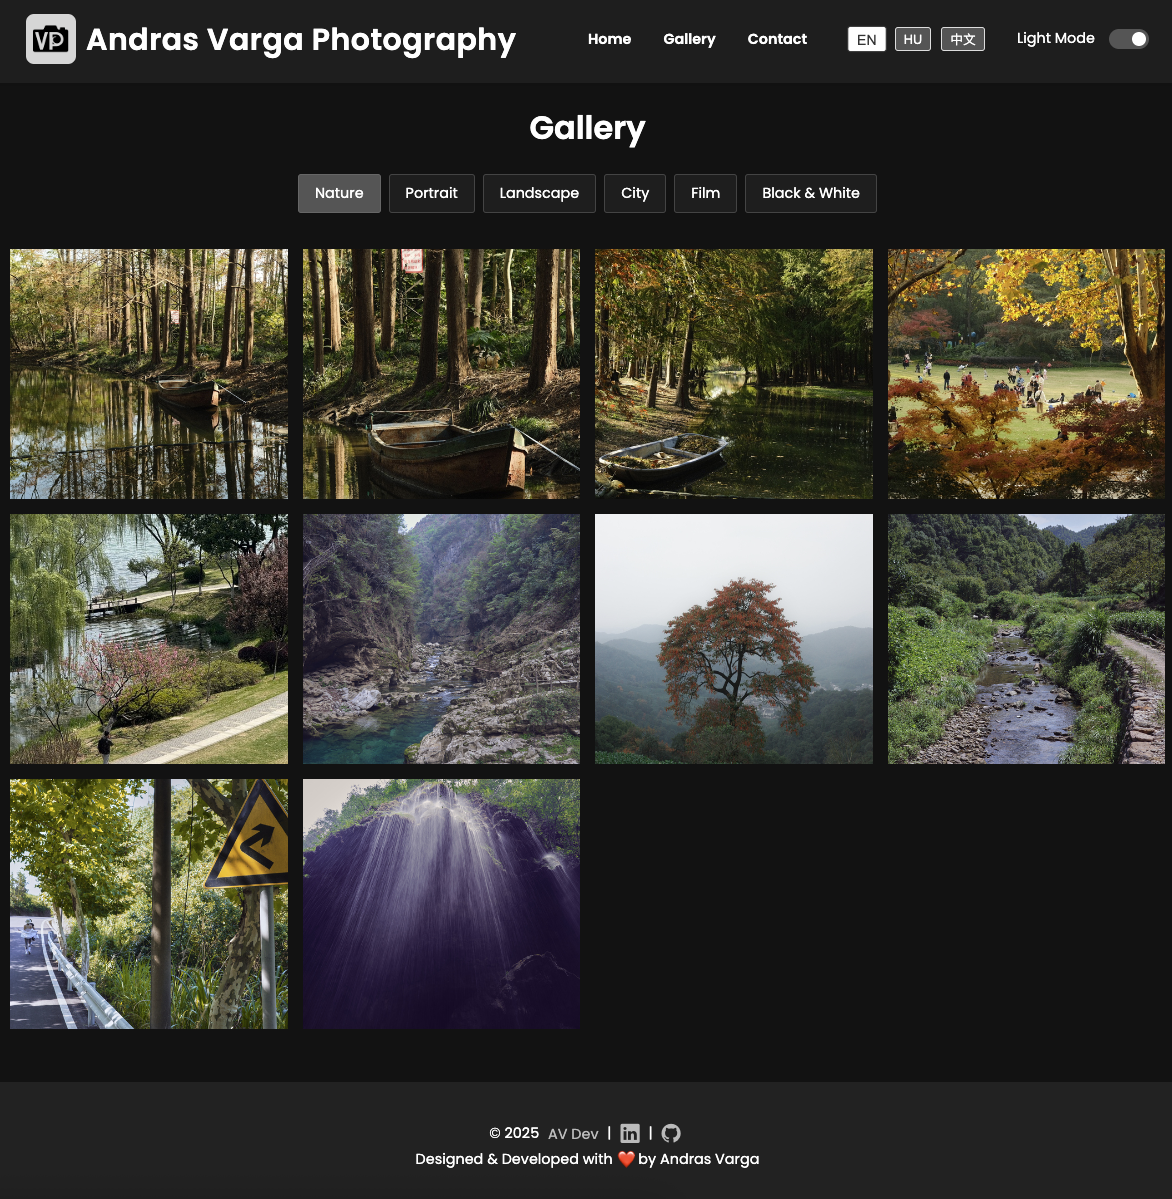 VP
Andras Varga Photography
Home Gallery Contact
EN HU 中文
Light Mode
Gallery
Nature Portrait Landscape City Film Black & White
© 2025 AV Dev | in |
Designed & Developed with ❤️ by Andras Varga